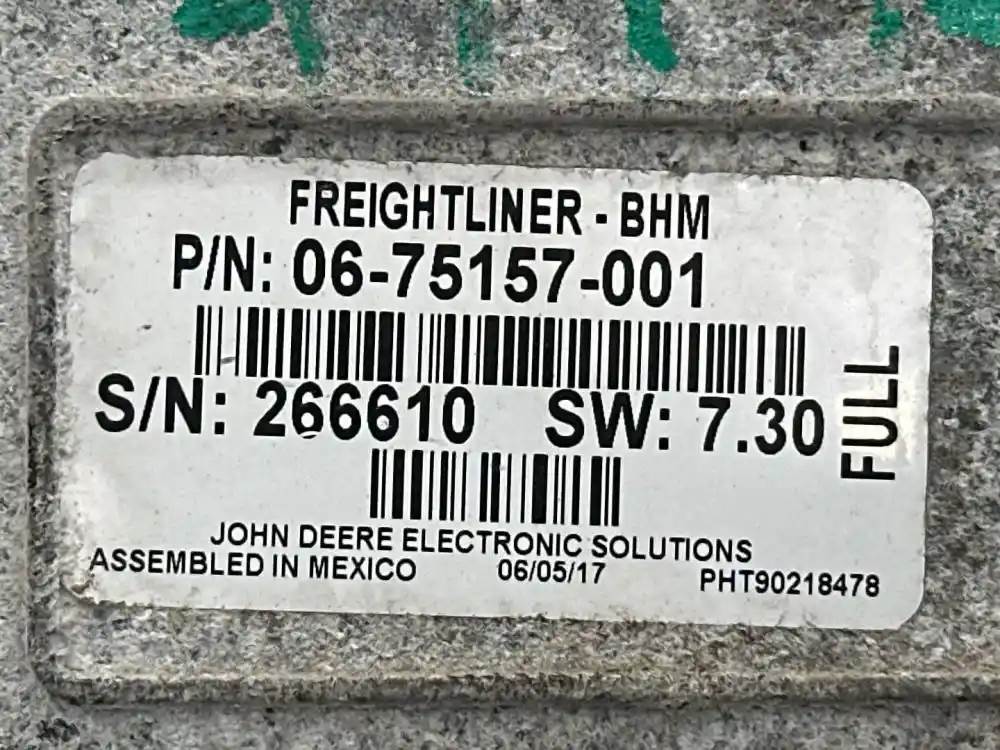 FREIGHTLINER - BHM
P/N: 06-75157-001
S/N: 266610 SW: 7.30
FULL
JOHN DEERE ELECTRONIC SOLUTIONS
ASSEMBLED IN MEXICO 06/05/17 PHT90218478